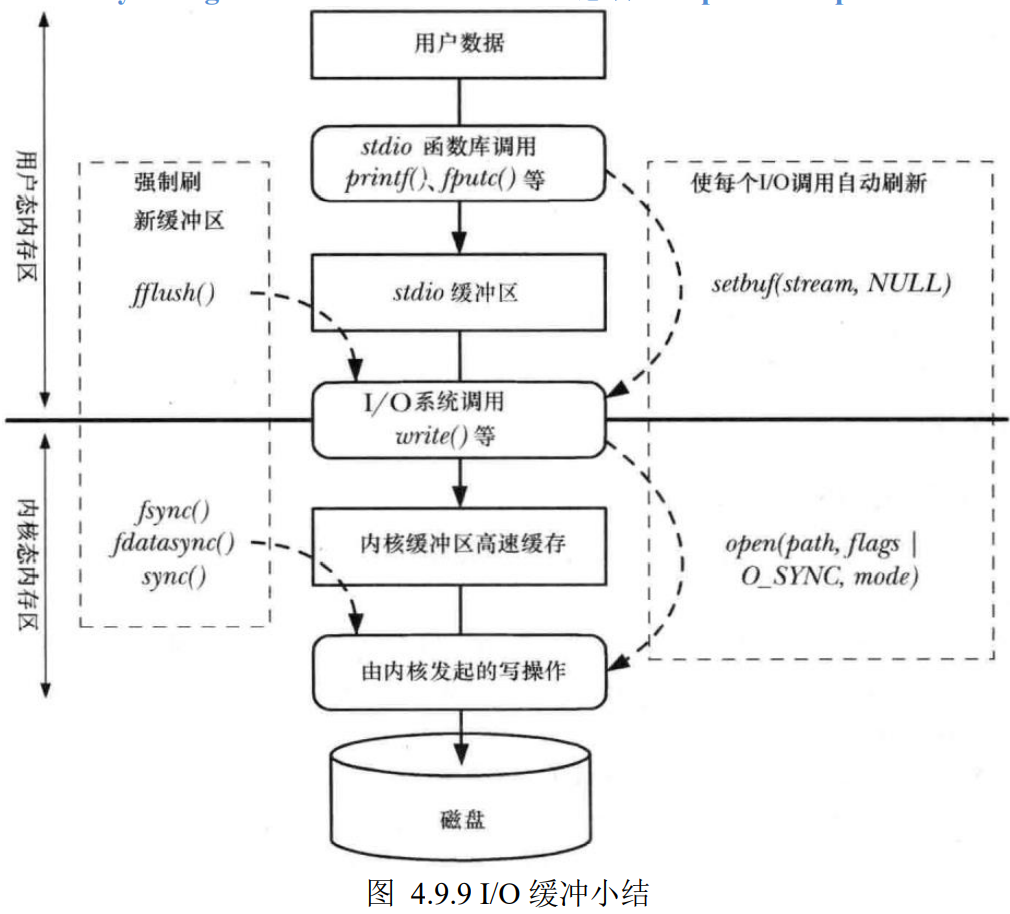 用户数据
stdio 函数库调用
printf()、fputc() 等
用户态内存区
强制刷
新缓冲区
使每个I/O调用自动刷新
fflush()
stdio 缓冲区
setbuf(stream, NULL)
I/O系统调用
write() 等
内核态内存区
fsync()
fdatasync()
sync()
内核缓冲区高速缓存
open(path, flags |
O_SYNC, mode)
由内核发起的写操作
磁盘
图 4.9.9 I/O 缓冲小结